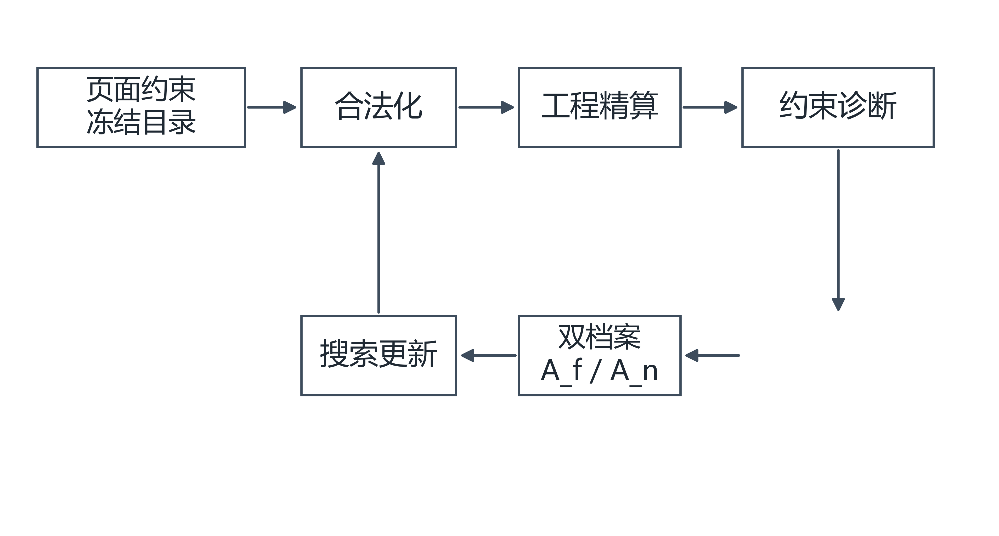 页面约束
冻结目录
合法化
工程精算
约束诊断
搜索更新
双档案
A_f / A_n